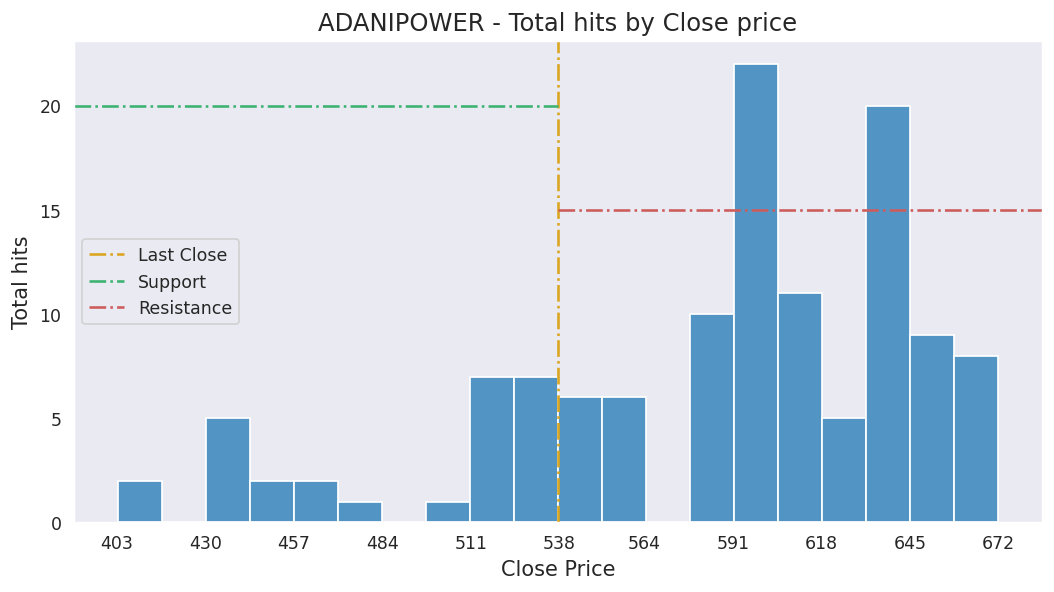 ADANIPOWER - Total hits by Close price
Total hits
20
15
10
5
0
Last Close
Support
Resistance
403 430 457 484 511 538 564 591 618 645 672
Close Price